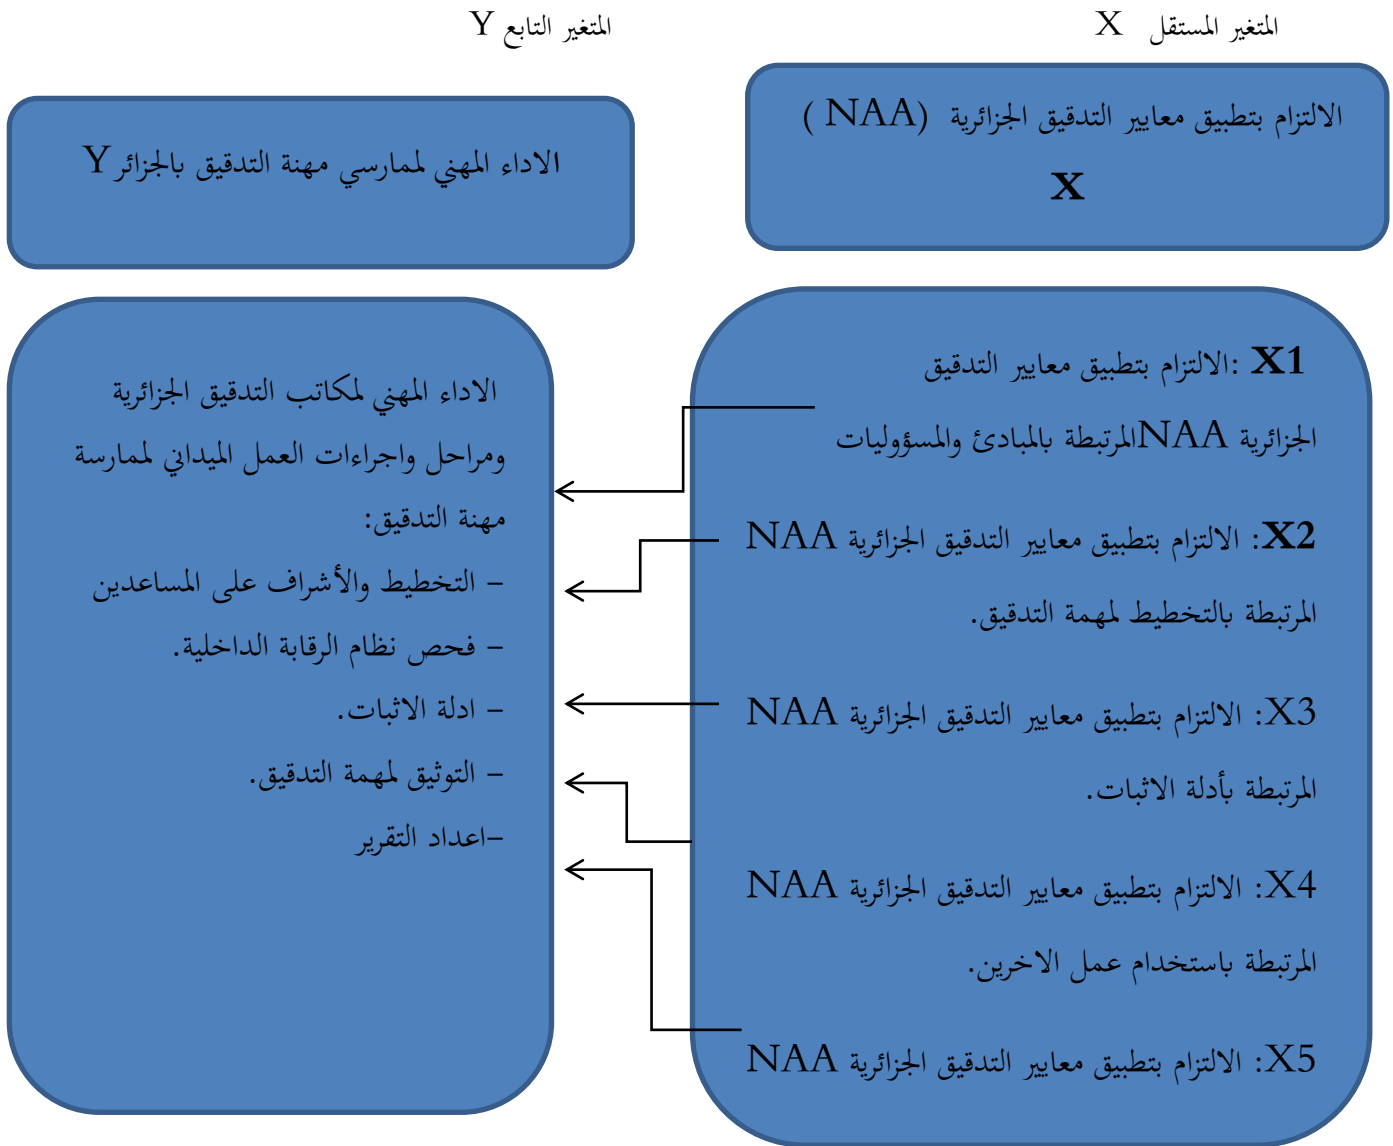 المتغير المستقل X
المتغير التابع Y
الالتزام بتطبيق معايير التدقيق الجزائرية (NAA )
X
الاداء المهني لممارسي مهنة التدقيق بالجزائر Y
X1 :الالتزام بتطبيق معايير التدقيق
الجزائرية NAAالمرتبطة بالمبادئ والمسؤوليات
X2: الالتزام بتطبيق معايير التدقيق الجزائرية NAA
المرتبطة بالتخطيط لمهمة التدقيق.
X3: الالتزام بتطبيق معايير التدقيق الجزائرية NAA
المرتبطة بأدلة الاثبات.
X4: الالتزام بتطبيق معايير التدقيق الجزائرية NAA
المرتبطة باستخدام عمل الاخرين.
X5: الالتزام بتطبيق معايير التدقيق الجزائرية NAA
الاداء المهني لمكاتب التدقيق الجزائرية
ومراحل واجراءات العمل الميداني لممارسة
مهنة التدقيق:
– التخطيط والأشراف على المساعدين
– فحص نظام الرقابة الداخلية.
– ادلة الاثبات.
– التوثيق لمهمة التدقيق.
–اعداد التقرير